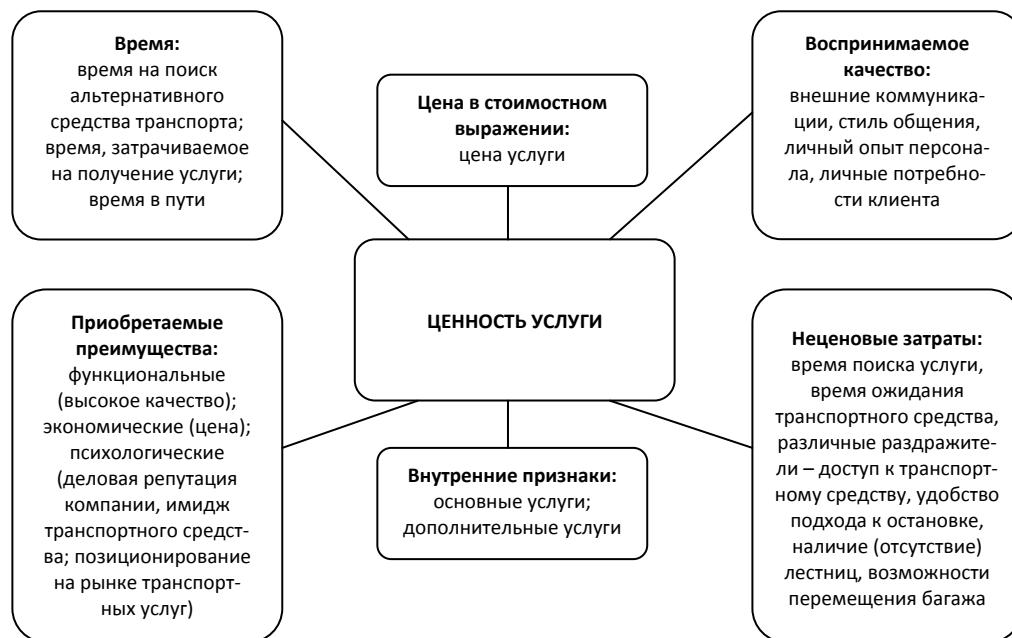 Время:
время на поиск
альтернативного
средства транспорта;
время, затрачиваемое
на получение услуги;
время в пути
Цена в стоимостном
выражении:
цена услуги
Воспринимаемое
качество:
внешние коммуника-
ции, стиль общения,
личный опыт персона-
ла, личные потребно-
сти клиента
ЦЕННОСТЬ УСЛУГИ
Приобретаемые
преимущества:
функциональные
(высокое качество);
экономические (цена);
психологические
(деловая репутация
компании, имидж
транспортного средст-
ва; позиционирование
на рынке транспорт-
ных услуг)
Внутренние признаки:
основные услуги;
дополнительные услуги
Неценовые затраты:
время поиска услуги,
время ожидания
транспортного средства,
различные раздражите-
ли – доступ к транспорт-
ному средству, удобство
подхода к остановке,
наличие (отсутствие)
лестниц, возможности
перемещения багажа